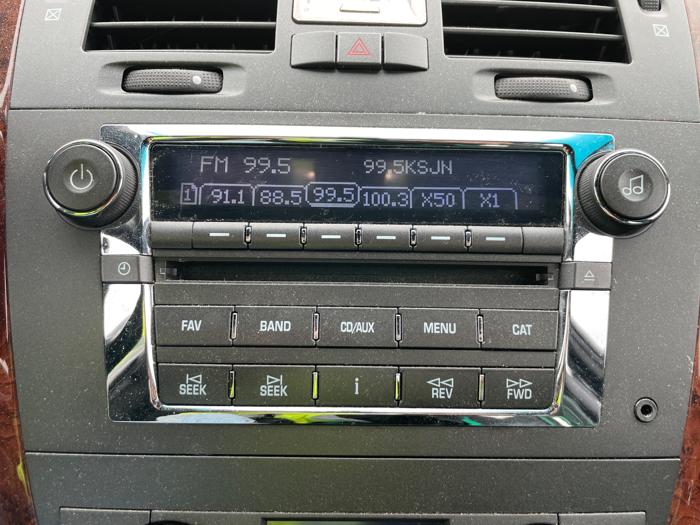 FM 99.5 99.5KSJN
1 91.1 88.5 99.5 100.3 X50 X1
FAV BAND CD/AUX MENU CAT
SEEK SEEK i REV FWD